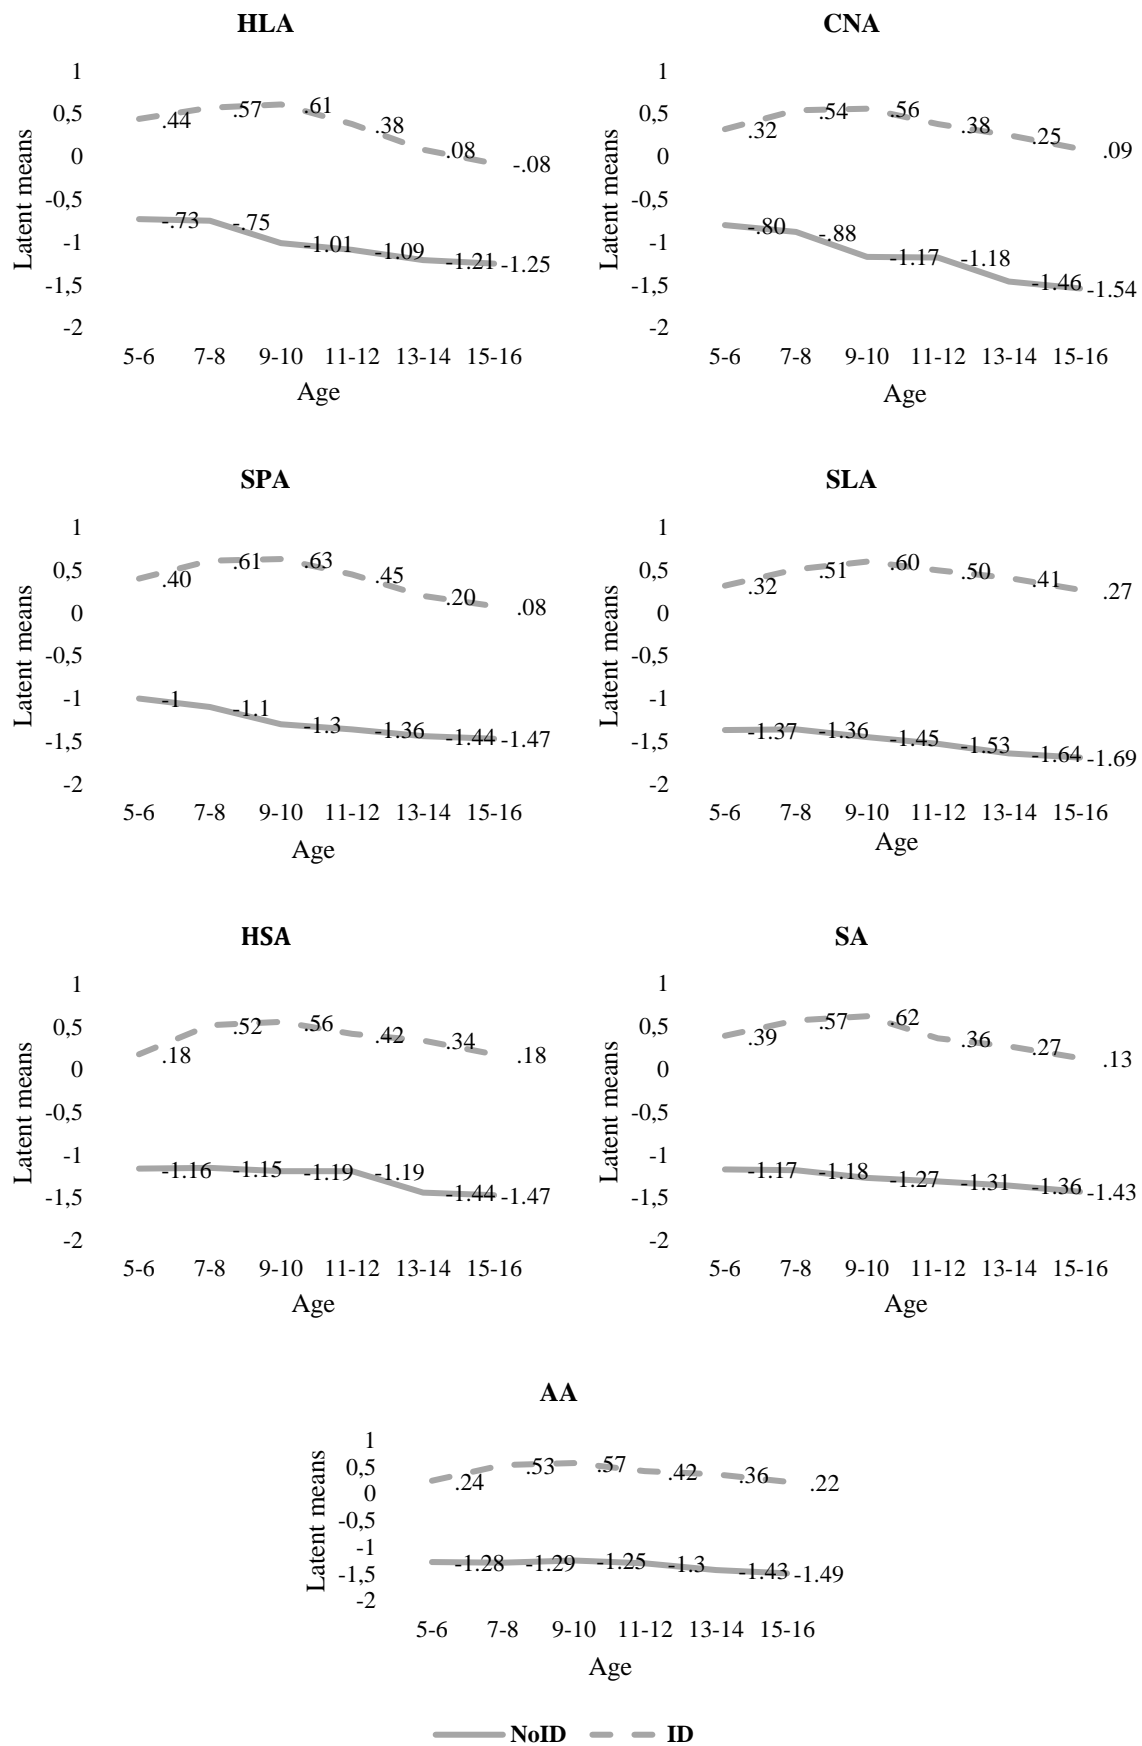 HLA
1
0,5
0
-0,5
-1
-1,5
-2
Latent means
.44 .57 .61 .38 .08 -.08
-.73 -.75 -1.01 -1.09 -1.21 -1.25
5-6 7-8 9-10 11-12 13-14 15-16
Age
CNA
1
0,5
0
-0,5
-1
-1,5
-2
Latent means
.32 .54 .56 .38 .25 .09
-.80 -.88 -1.17 -1.18 -1.46 -1.54
5-6 7-8 9-10 11-12 13-14 15-16
Age
SPA
1
0,5
0
-0,5
-1
-1,5
-2
Latent means
.40 .61 .63 .45 .20 .08
-1 -1.1 -1.3 -1.36 -1.44 -1.47
5-6 7-8 9-10 11-12 13-14 15-16
Age
SLA
1
0,5
0
-0,5
-1
-1,5
-2
Latent means
.32 .51 .60 .50 .41 .27
-1.37 -1.36 -1.45 -1.53 -1.64 -1.69
5-6 7-8 9-10 11-12 13-14 15-16
Age
HSA
1
0,5
0
-0,5
-1
-1,5
-2
Latent means
.18 .52 .56 .42 .34 .18
-1.16 -1.15 -1.19 -1.19 -1.44 -1.47
5-6 7-8 9-10 11-12 13-14 15-16
Age
SA
1
0,5
0
-0,5
-1
-1,5
-2
Latent means
.39 .57 .62 .36 .27 .13
-1.17 -1.18 -1.27 -1.31 -1.36 -1.43
5-6 7-8 9-10 11-12 13-14 15-16
Age
AA
1
0,5
0
-0,5
-1
-1,5
-2
Latent means
.24 .53 .57 .42 .36 .22
-1.28 -1.29 -1.25 -1.3 -1.43 -1.49
5-6 7-8 9-10 11-12 13-14 15-16
Age
NoID ID